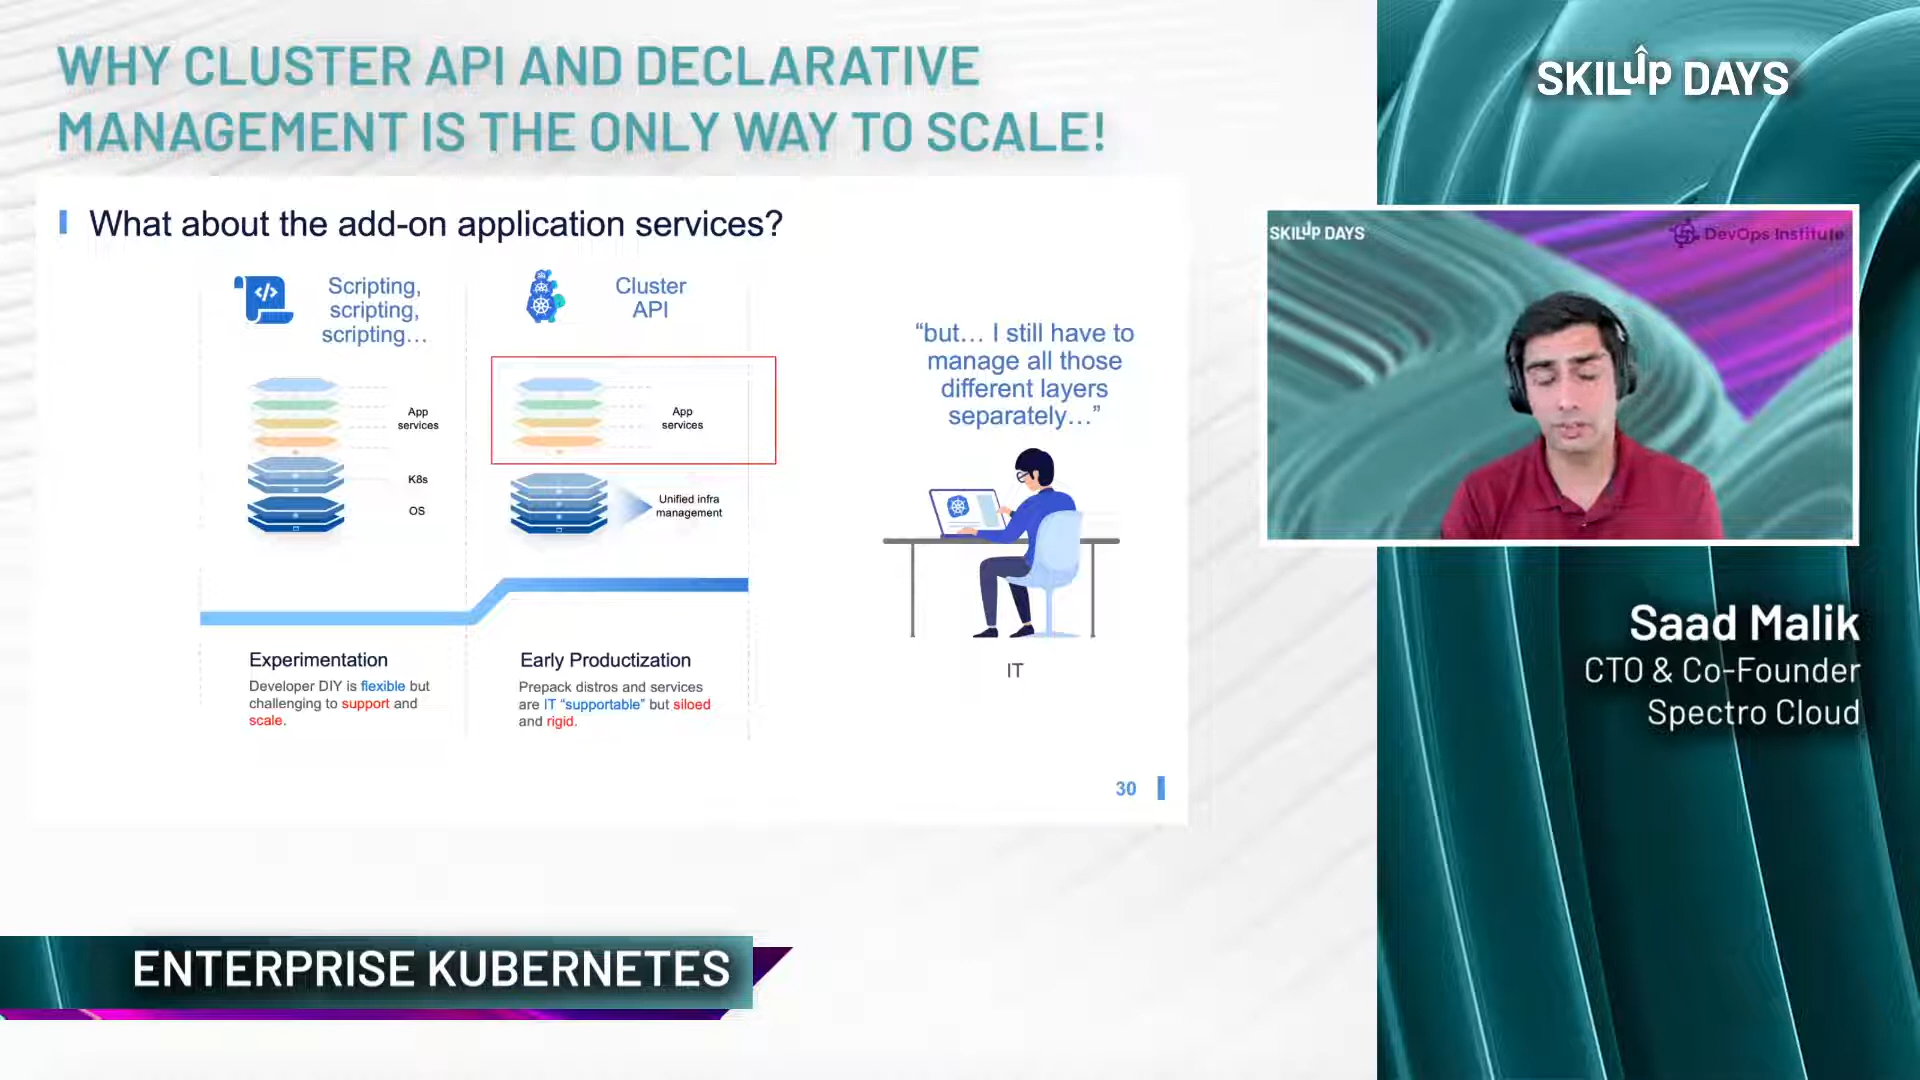 WHY CLUSTER API AND DECLARATIVE
MANAGEMENT IS THE ONLY WAY TO SCALE!
SKILUP DAYS
What about the add-on application services?
</>
Scripting,
scripting,
scripting...
Cluster
API
App
services
K8s
OS
App
services
Unified infra
management
"but... I still have to
manage all those
different layers
separately..."
IT
Experimentation
Developer DIY is flexible but
challenging to support and
scale.
Early Productization
Prepack distros and services
are IT "supportable" but siloed
and rigid.
30
SKILUP DAYS
DevOps Institute
Saad Malik
CTO & Co-Founder
Spectro Cloud
ENTERPRISE KUBERNETES